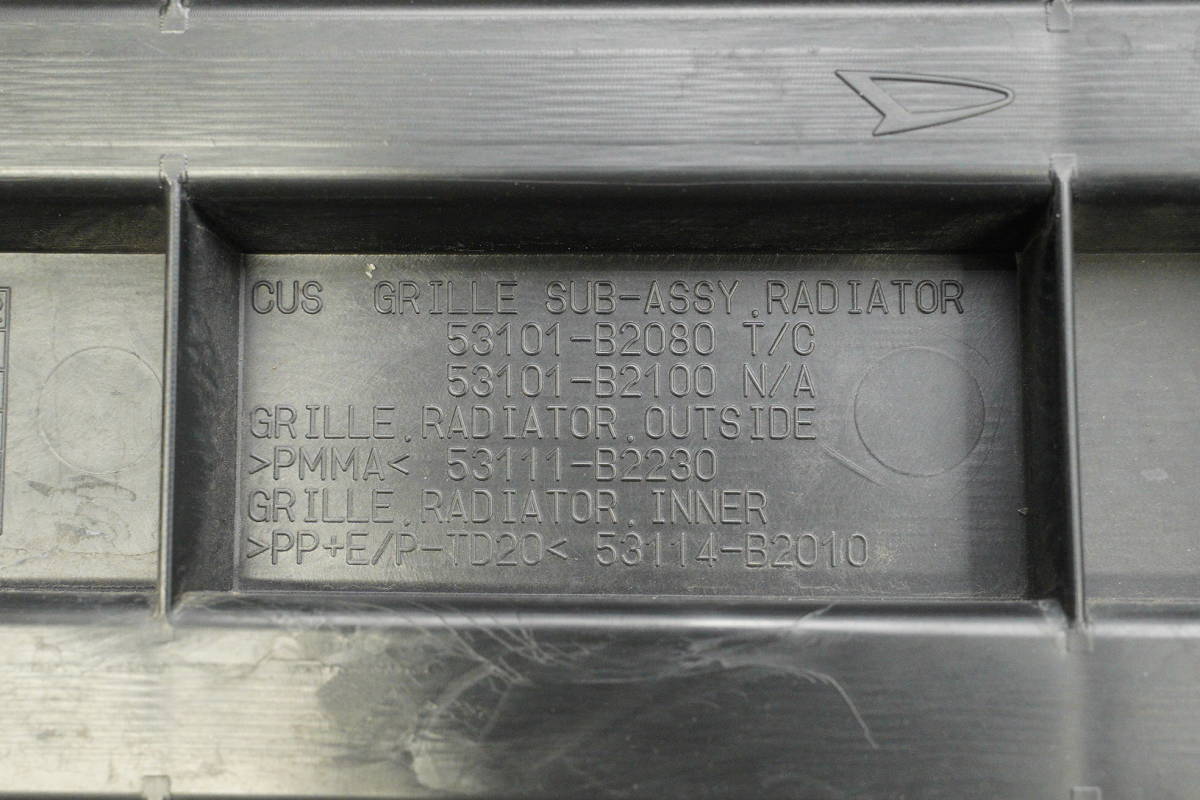 CUS GRILLE SUB-ASSY,RADIATOR
53101-B2080 T/C
53101-B2100 N/A
GRILLE,RADIATOR,OUTSIDE
>PMMA< 53111-B2230
GRILLE,RADIATOR,INNER
>PP+E/P-TD20< 53114-B2010